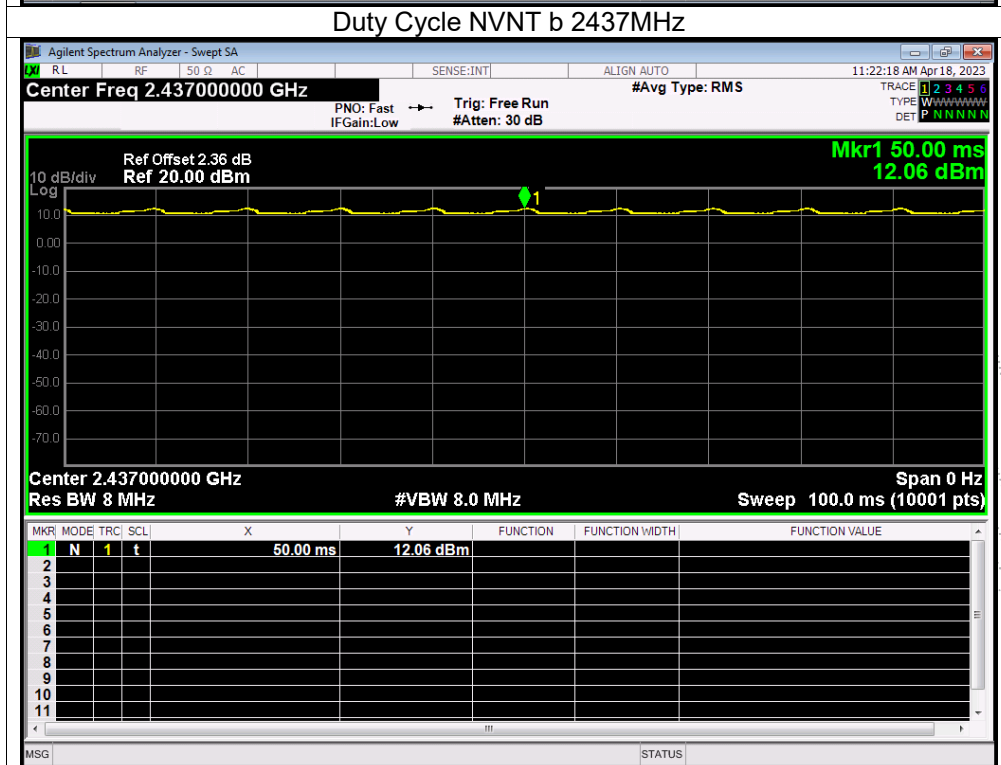 Duty Cycle NVNT b 2437MHz
Agilent Spectrum Analyzer - Swept SA
LXI RL RF 50 Ω AC SENSE:INT ALIGN AUTO 11:22:18 AM Apr 18, 2023
Center Freq 2.437000000 GHz #Avg Type: RMS TRACE 1 2 3 4 5 6
PNO: Fast Trig: Free Run TYPE WWWWWW
IFGain:Low #Atten: 30 dB DET P N N N N N
Mkr1 50.00 ms
12.06 dBm
Ref Offset 2.36 dB
10 dB/div Ref 20.00 dBm
Log
1
10.0
0.00
-10.0
-20.0
-30.0
-40.0
-50.0
-60.0
-70.0
Center 2.437000000 GHz Span 0 Hz
Res BW 8 MHz #VBW 8.0 MHz Sweep 100.0 ms (10001 pts)
MKR MODE TRC SCL X Y FUNCTION FUNCTION WIDTH FUNCTION VALUE
1 N 1 t 50.00 ms 12.06 dBm
2
3
4
5
6
7
8
9
10
11
MSG STATUS